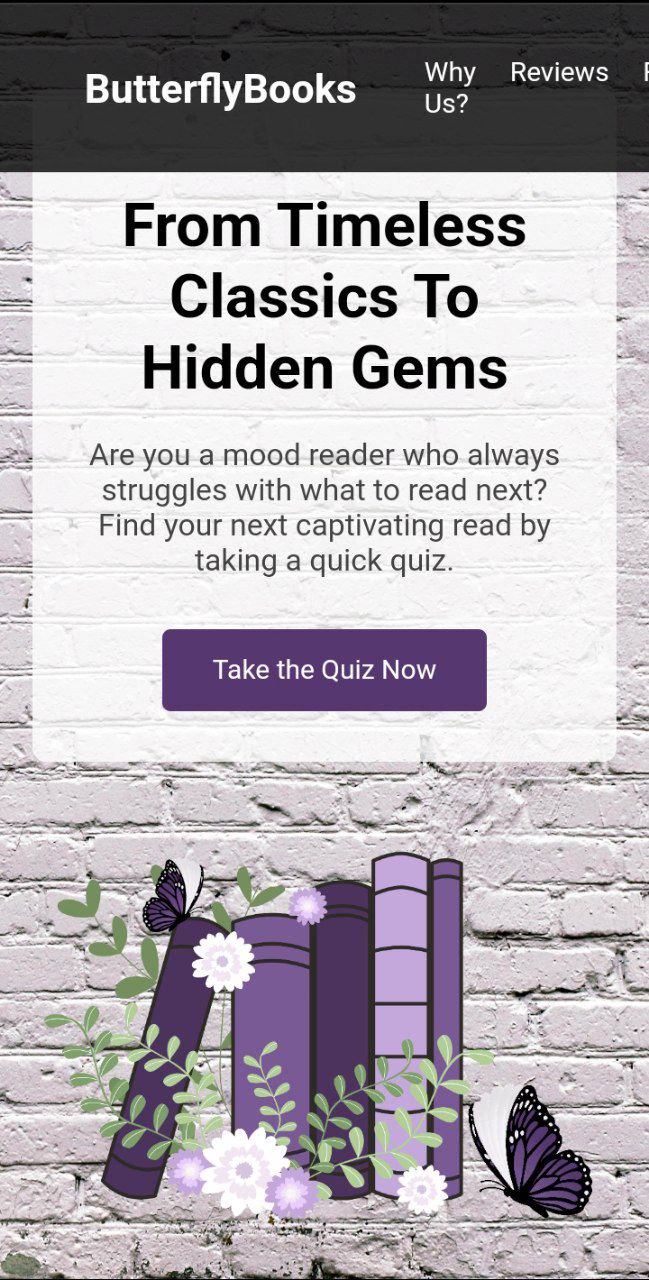 ButterflyBooks
Why Us?
Reviews
From Timeless
Classics To
Hidden Gems
Are you a mood reader who always
struggles with what to read next?
Find your next captivating read by
taking a quick quiz.
Take the Quiz Now